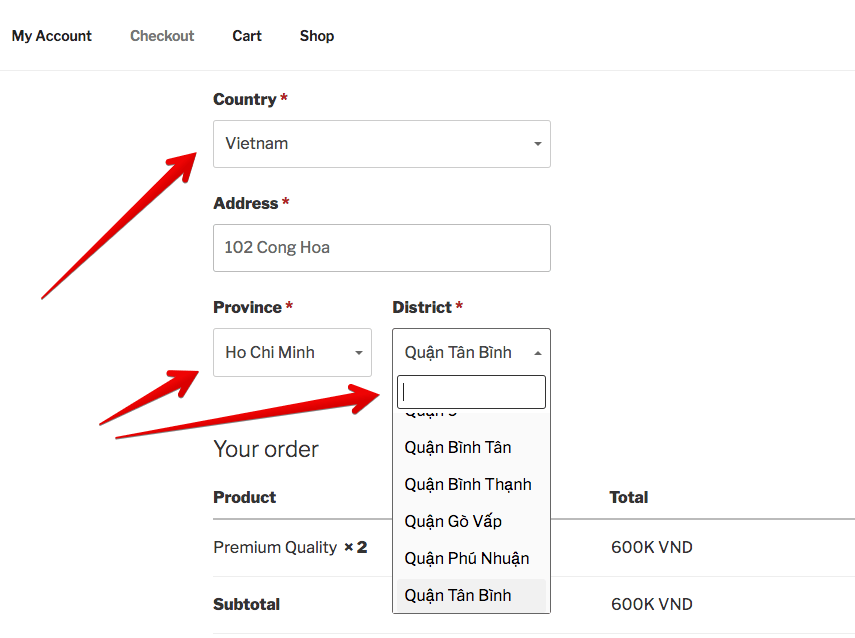 My Account Checkout Cart Shop
Country *
Vietnam
Address *
102 Cong Hoa
Province * District *
Ho Chi Minh Quận Tân Bình
Quận Bình Tân
Your order
Quận Bình Thạnh
Product Total
Quận Gò Vấp
Premium Quality × 2 600K VND
Quận Phú Nhuận
Quận Tân Bình
Subtotal 600K VND